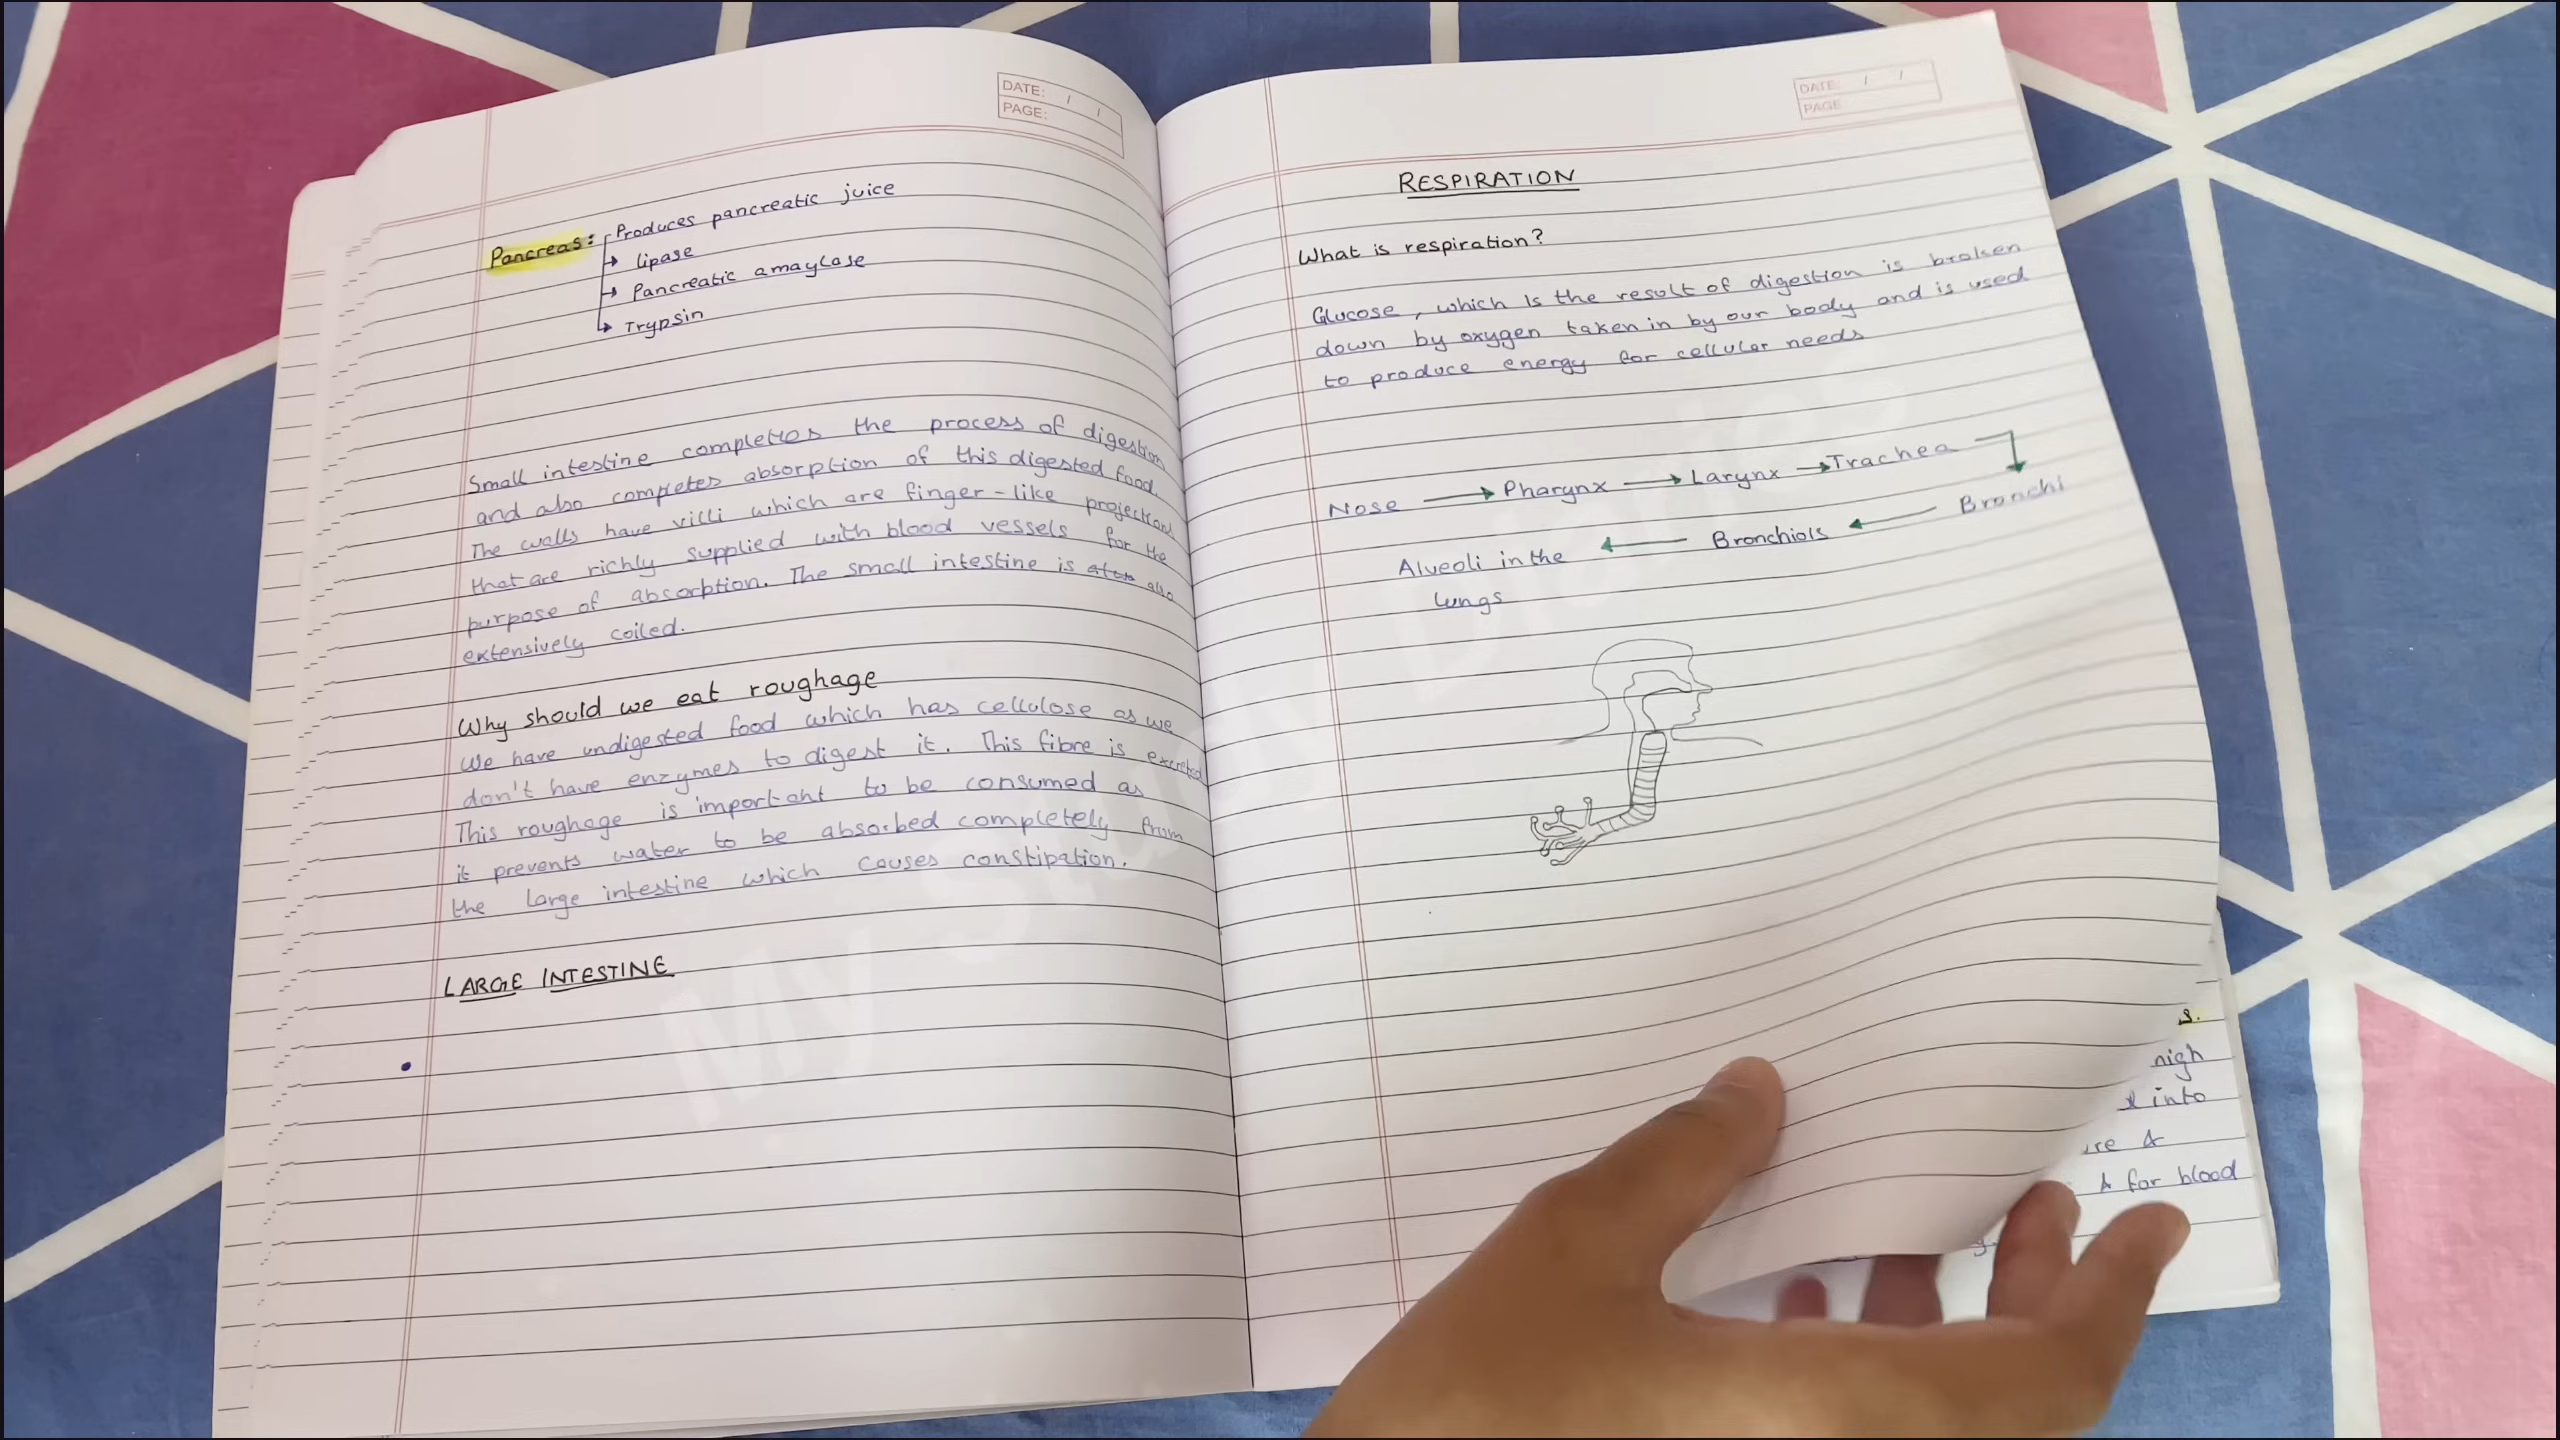 DATE: / /
PAGE:
Pancreas: Produces pancreatic juice
lipase
Pancreatic amaylase
Trypsin
Small intestine completes the process of digestion
and also completes absorption of this digested food.
The walls have villi which are finger-like projection
that are richly supplied with blood vessels for the
purpose of absorption. The small intestine is also
extensively coiled.
Why should we eat roughage
We have undigested food which has cellulose as we
don't have enzymes to digest it. This fibre is excreted
This roughage is important to be consumed as
it prevents water to be absorbed completely from
the large intestine which causes constipation.
LARGE INTESTINE
DATE: / /
PAGE
RESPIRATION
What is respiration?
Glucose, which is the result of digestion is broken
down by oxygen taken in by our body and is used
to produce energy for cellular needs
Nose → Pharynx → Larynx → Trachea
Alveoli in the ← Bronchiols ← Bronchi
lungs
s.
high
into
A for blood
My Study